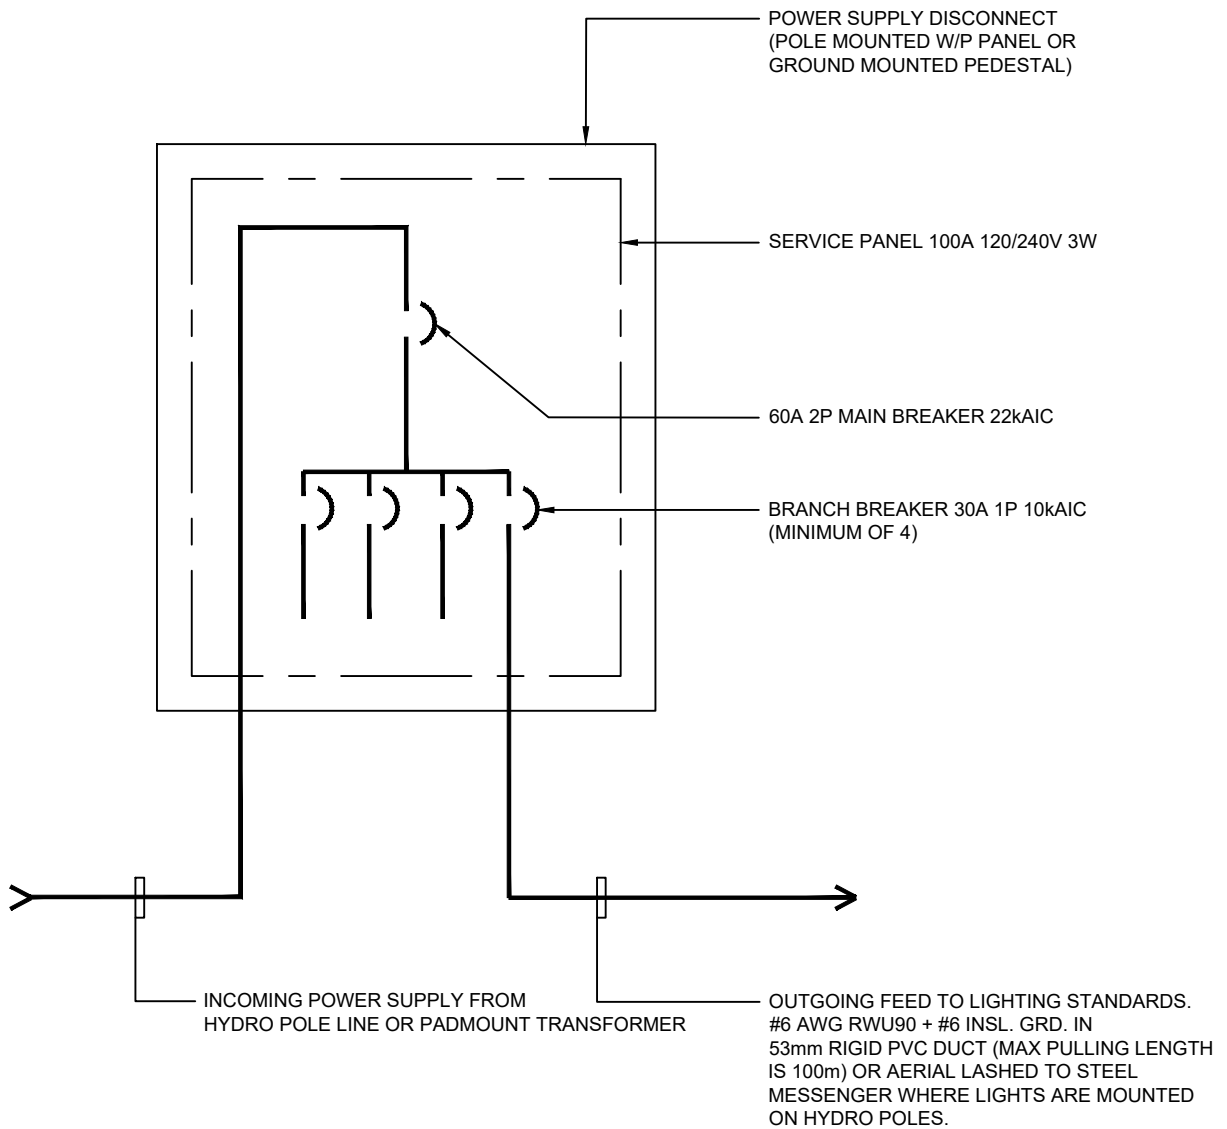 POWER SUPPLY DISCONNECT
(POLE MOUNTED W/P PANEL OR
GROUND MOUNTED PEDESTAL)
SERVICE PANEL 100A 120/240V 3W
60A 2P MAIN BREAKER 22kAIC
BRANCH BREAKER 30A 1P 10kAIC
(MINIMUM OF 4)
INCOMING POWER SUPPLY FROM
HYDRO POLE LINE OR PADMOUNT TRANSFORMER
OUTGOING FEED TO LIGHTING STANDARDS.
#6 AWG RWU90 + #6 INSL. GRD. IN
53mm RIGID PVC DUCT (MAX PULLING LENGTH
IS 100m) OR AERIAL LASHED TO STEEL
MESSENGER WHERE LIGHTS ARE MOUNTED
ON HYDRO POLES.